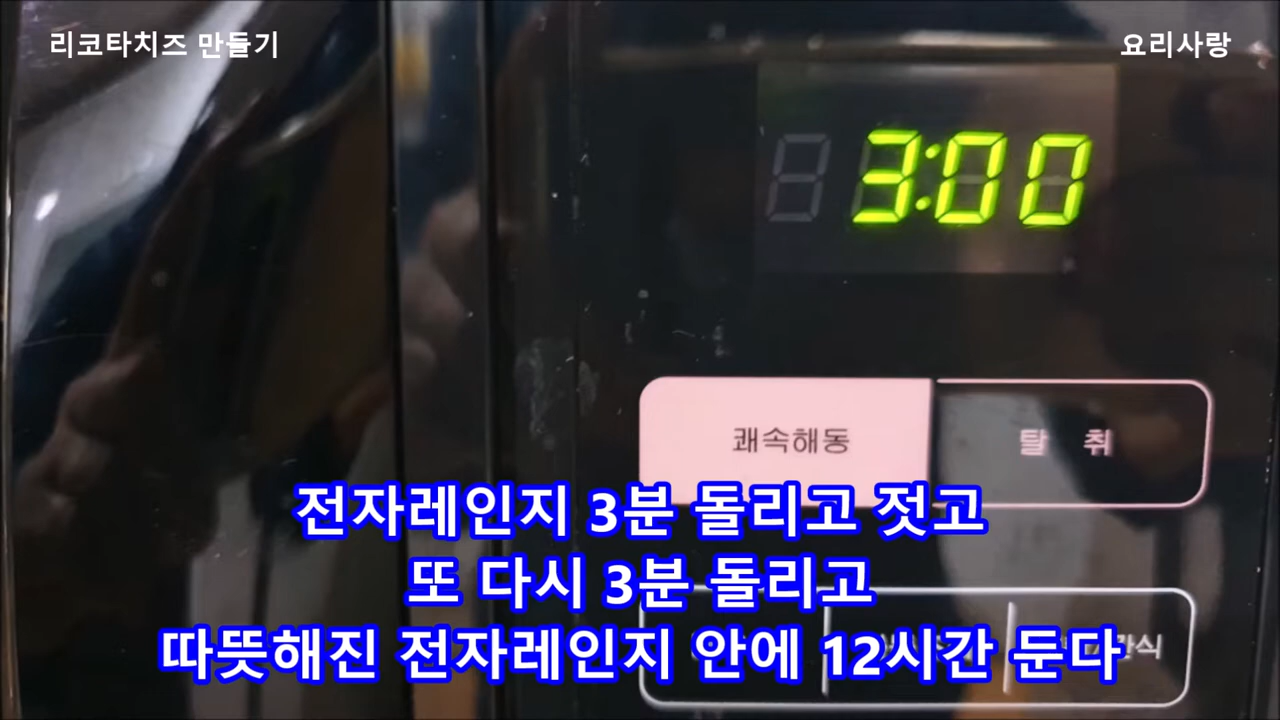 리코타치즈 만들기
요리사랑
3:00
쾌속해동
탈 취
전자레인지 3분 돌리고 젓고
또 다시 3분 돌리고
따뜻해진 전자레인지 안에 12시간 둔다